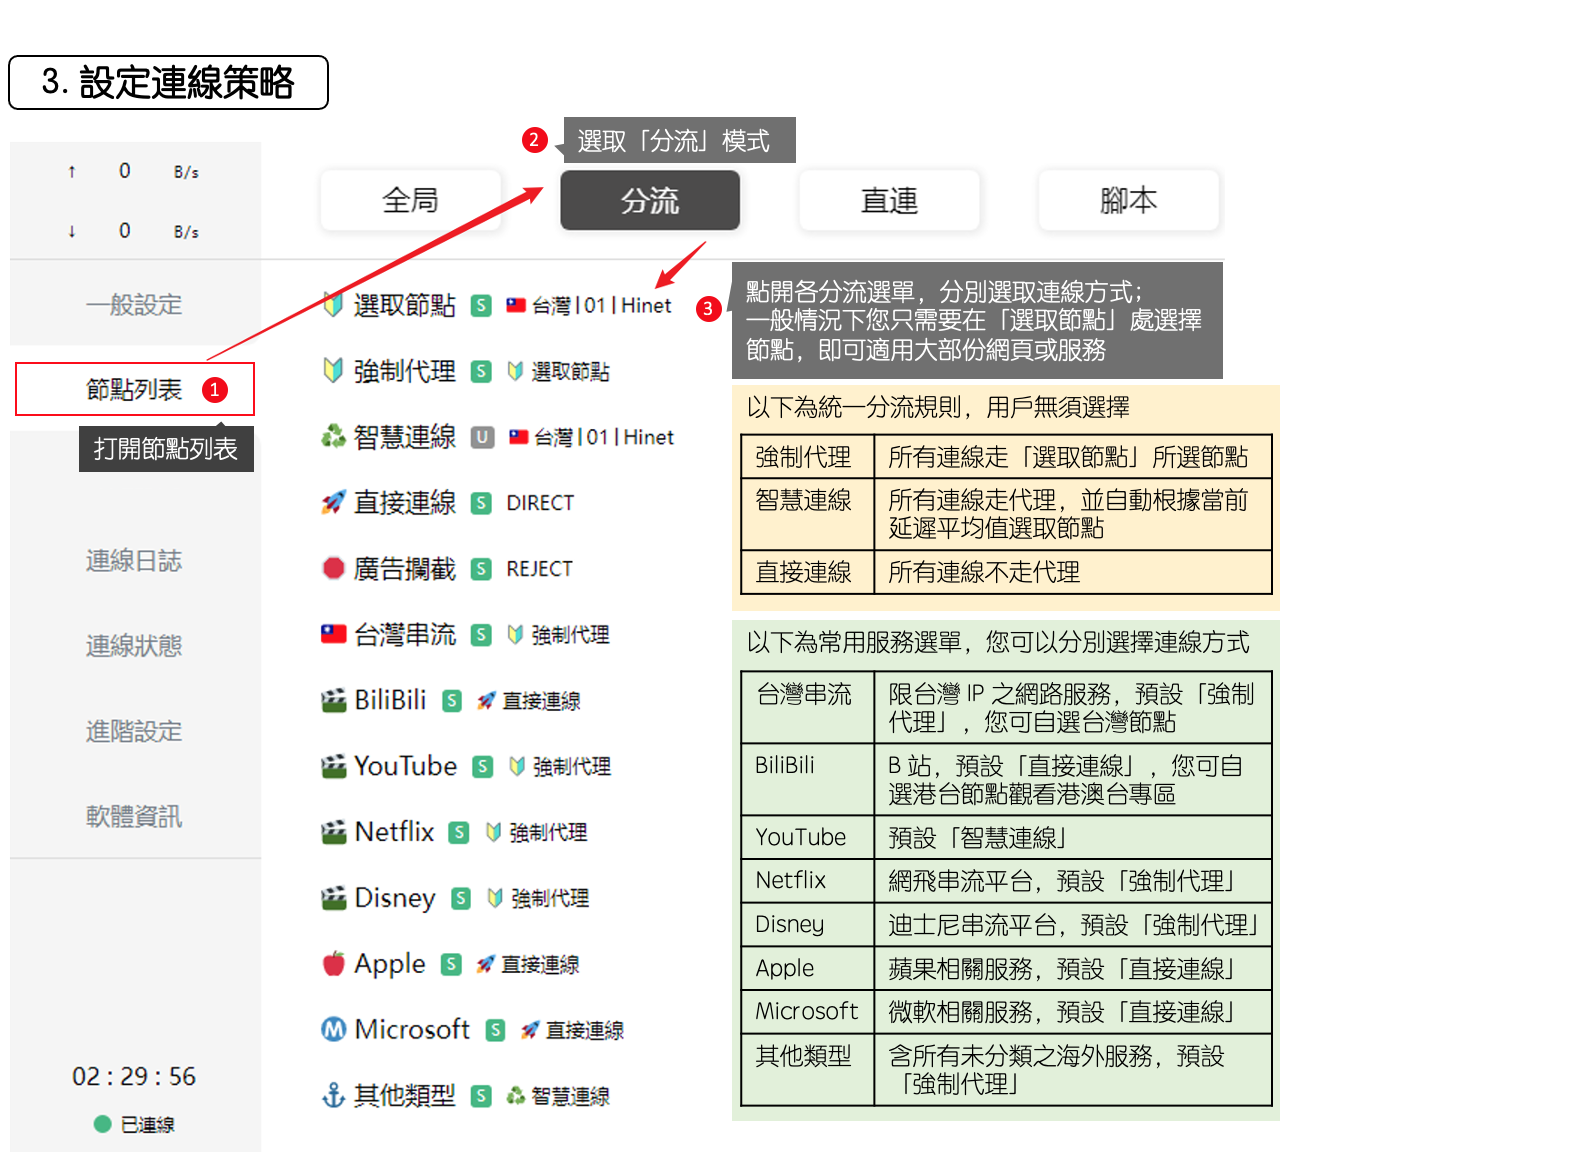 3. 設定連線策略
↑ 0 B/s
↓ 0 B/s
一般設定
節點列表 1
打開節點列表
連線日誌
連線狀態
進階設定
軟體資訊
02 : 29 : 56
已連線
2 選取「分流」模式
全局
分流
直連
腳本
選取節點 S 台灣 | 01 | Hinet
強制代理 S 選取節點
智慧連線 U 台灣 | 01 | Hinet
直接連線 S DIRECT
廣告攔截 S REJECT
台灣串流 S 強制代理
BiliBili S 直接連線
YouTube S 強制代理
Netflix S 強制代理
Disney S 強制代理
Apple S 直接連線
Microsoft S 直接連線
其他類型 S 智慧連線
3 點開各分流選單，分別選取連線方式；
一般情況下您只需要在「選取節點」處選擇
節點，即可適用大部份網頁或服務
以下為統一分流規則，用戶無須選擇
強制代理 所有連線走「選取節點」所選節點
智慧連線 所有連線走代理，並自動根據當前
延遲平均值選取節點
直接連線 所有連線不走代理
以下為常用服務選單，您可以分別選擇連線方式
台灣串流 限台灣 IP 之網路服務，預設「強制
代理」，您可自選台灣節點
BiliBili B 站，預設「直接連線」，您可自
選港台節點觀看港澳台專區
YouTube 預設「智慧連線」
Netflix 網飛串流平台，預設「強制代理」
Disney 迪士尼串流平台，預設「強制代理」
Apple 蘋果相關服務，預設「直接連線」
Microsoft 微軟相關服務，預設「直接連線」
其他類型 含所有未分類之海外服務，預設
「強制代理」